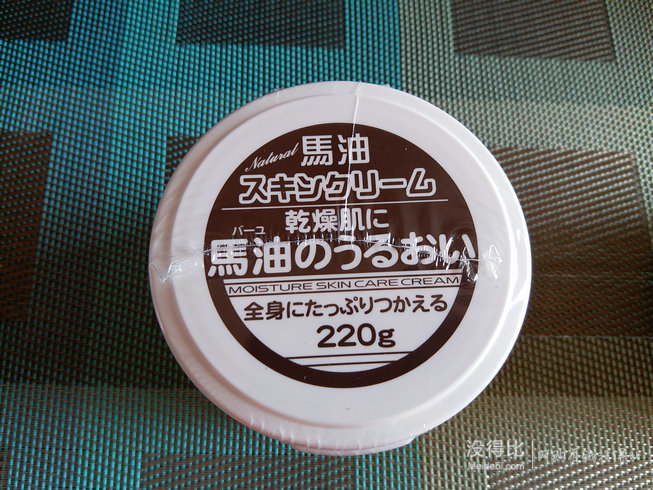 Natural 馬油
スキンクリーム
乾燥肌に
バーユ
馬油のうるおい
MOISTURE SKIN CARE CREAM
全身にたっぷりつかえる
220g
没得比
Meidebi.com